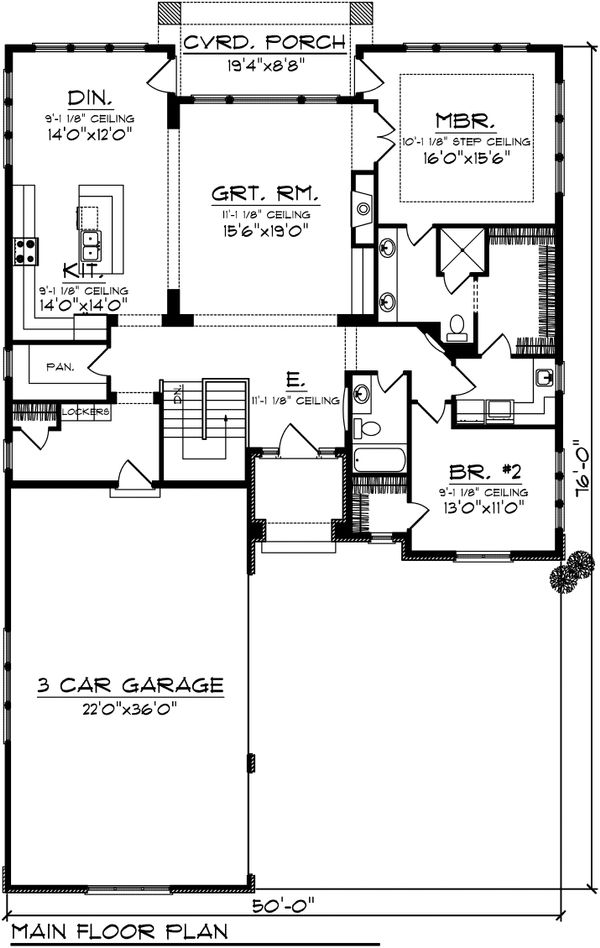 CVRD. PORCH
19'4"x8'8"
DIN.
9'-1 1/8" CEILING
14'0"x12'0"
MBR.
10'-1 1/8" STEP CEILING
16'0"x15'6"
GRT. RM.
11'-1 1/8" CEILING
15'6"x19'0"
KIT.
9'-1 1/8" CEILING
14'0"x14'0"
PAN.
LOCKERS
DN.
E.
11'-1 1/8" CEILING
BR. #2
9'-1 1/8" CEILING
13'0"x11'0"
76'-0"
3 CAR GARAGE
22'0"x36'0"
50'-0"
MAIN FLOOR PLAN